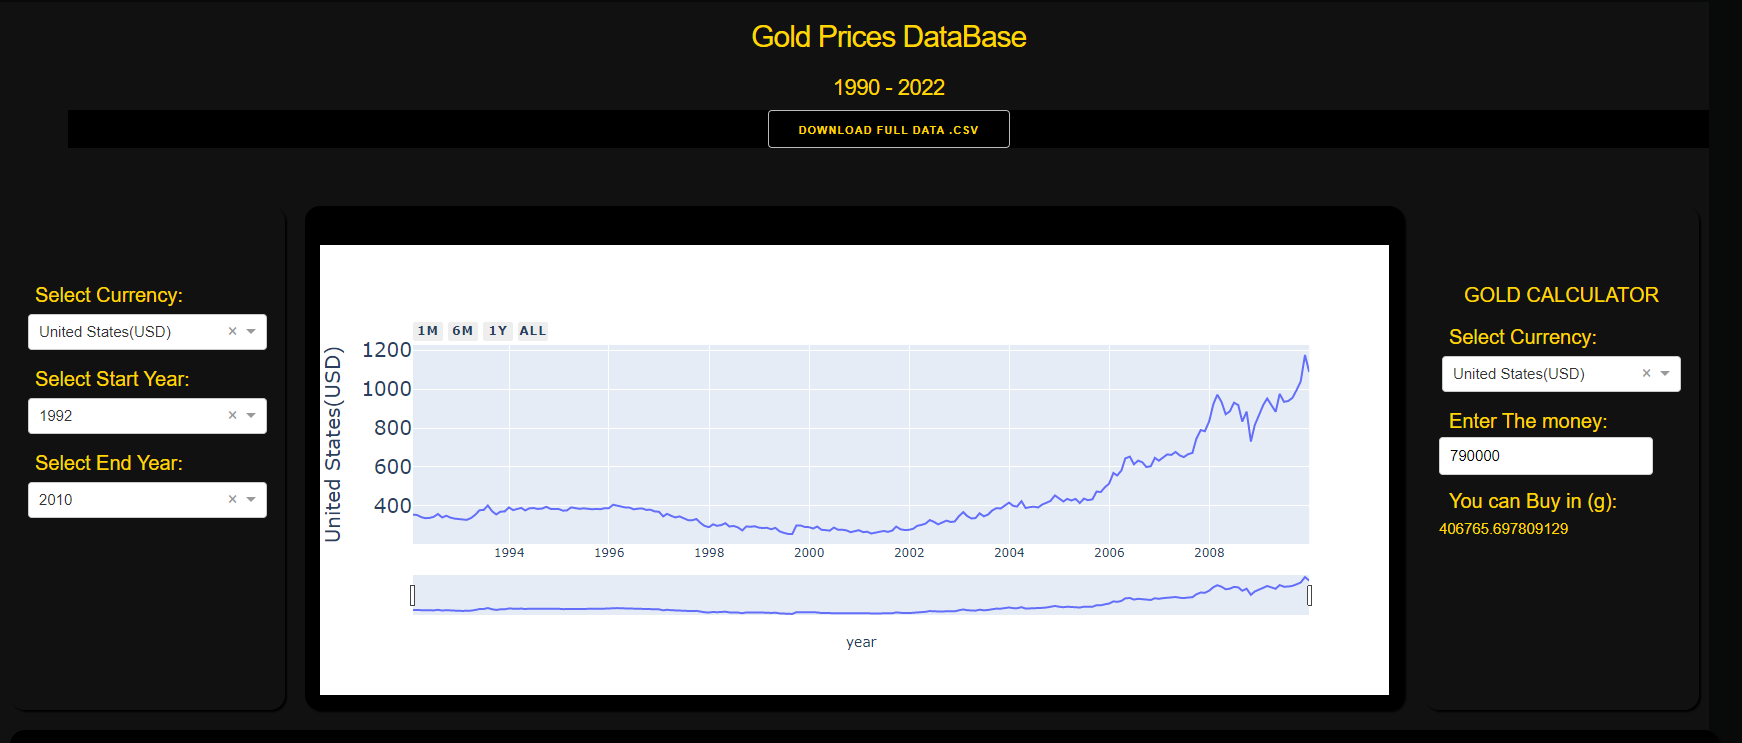 Gold Prices DataBase
1990 - 2022
DOWNLOAD FULL DATA .CSV
Select Currency:
United States(USD)
Select Start Year:
1992
Select End Year:
2010
1M 6M 1Y ALL
United States(USD)
1200
1000
800
600
400
1994 1996 1998 2000 2002 2004 2006 2008
year
GOLD CALCULATOR
Select Currency:
United States(USD)
Enter The money:
790000
You can Buy in (g):
406765.697809129